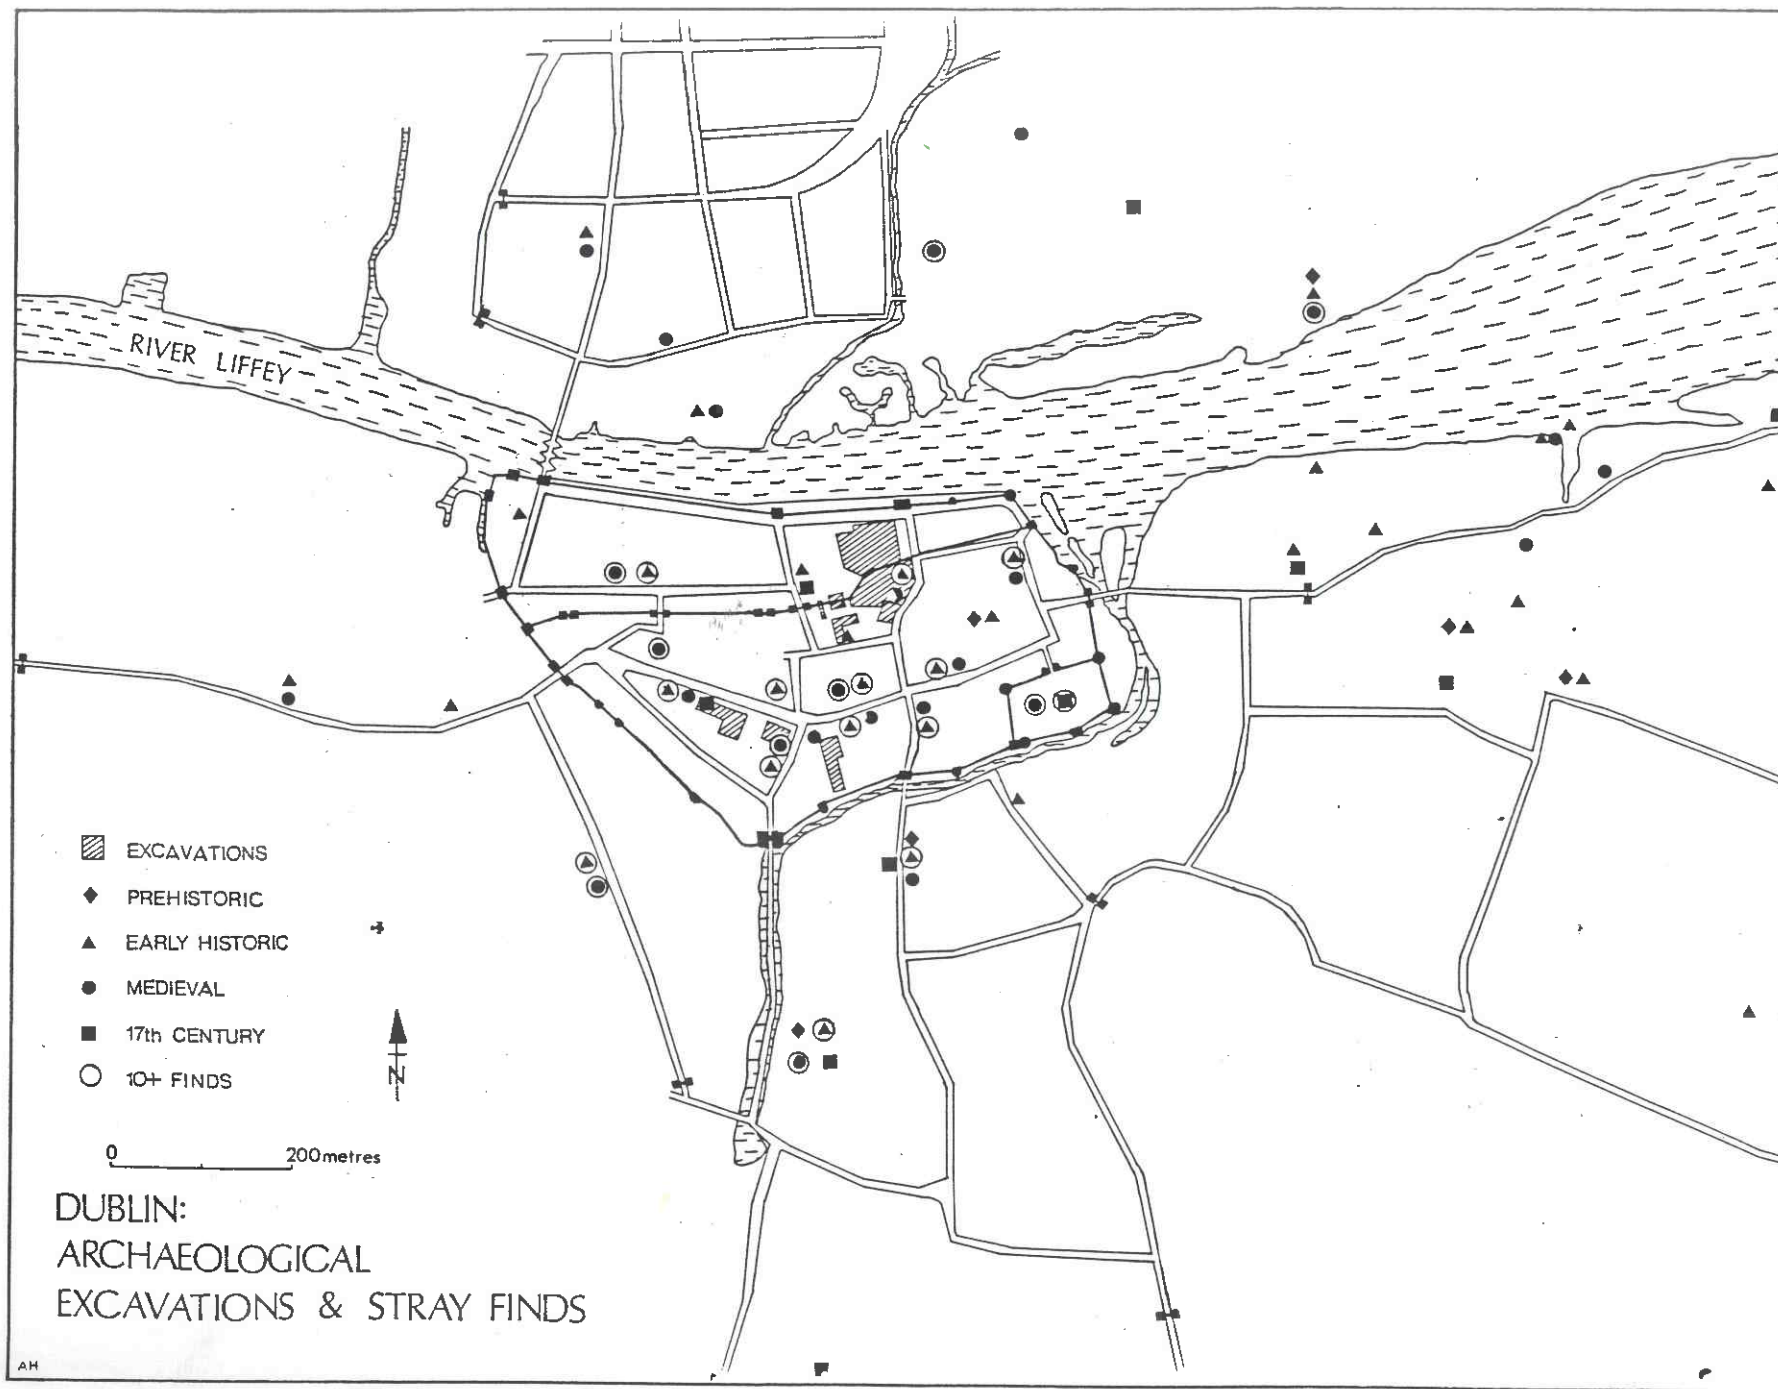 RIVER LIFFEY
EXCAVATIONS
PREHISTORIC
EARLY HISTORIC
MEDIEVAL
17th CENTURY
10+ FINDS
N
0 200metres
DUBLIN:
ARCHAEOLOGICAL
EXCAVATIONS & STRAY FINDS
AH